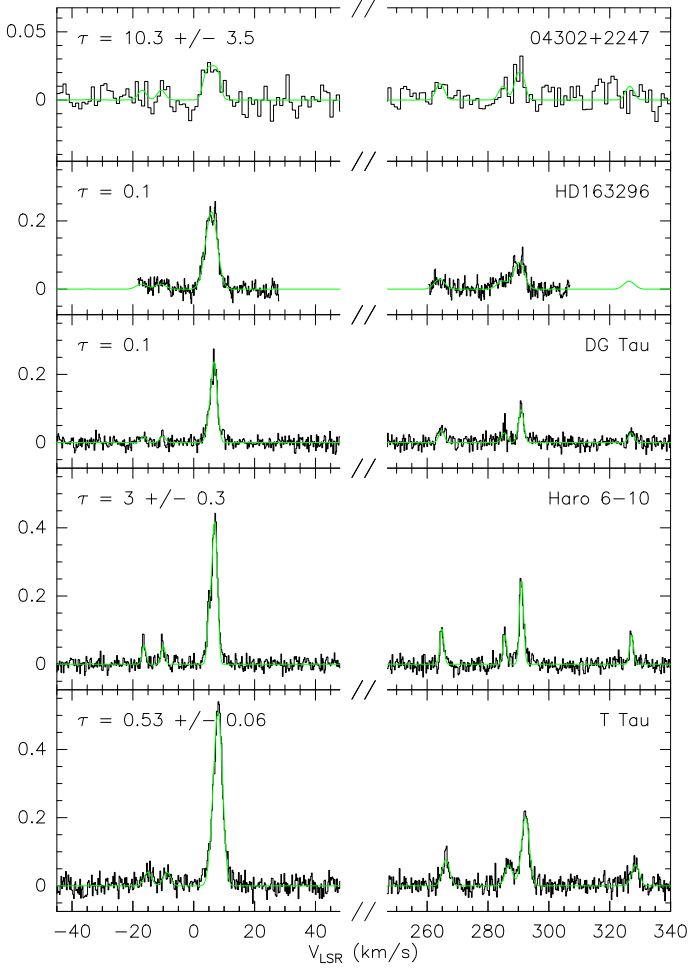 //
0.05
τ = 10.3 +/− 3.5
04302+2247
0
//
τ = 0.1
HD163296
0.2
0
//
τ = 0.1
DG Tau
0.2
0
//
τ = 3 +/− 0.3
Haro 6−10
0.4
0.2
0
//
τ = 0.53 +/− 0.06
T Tau
0.4
0.2
0
//
−40 −20 0 20 40 260 280 300 320 340
V_LSR (km/s)